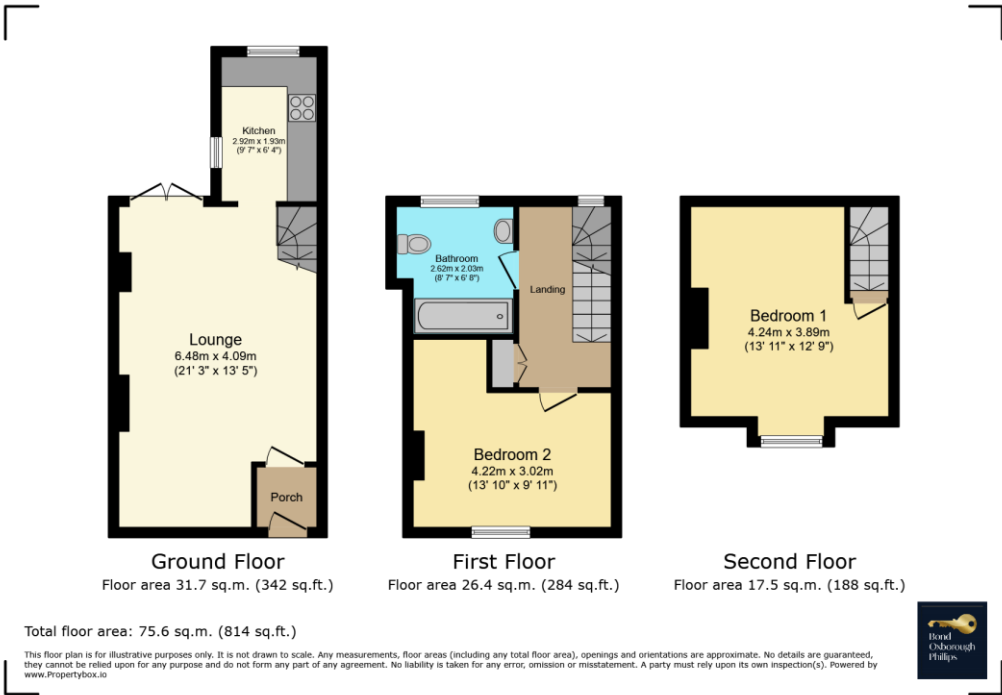 Kitchen
2.92m x 1.93m
(9' 7" x 6' 4")
Lounge
6.48m x 4.09m
(21' 3" x 13' 5")
Porch
Ground Floor
Floor area 31.7 sq.m. (342 sq.ft.)
Bathroom
2.62m x 2.03m
(8' 7" x 6' 8")
Landing
Bedroom 2
4.22m x 3.02m
(13' 10" x 9' 11")
First Floor
Floor area 26.4 sq.m. (284 sq.ft.)
Bedroom 1
4.24m x 3.89m
(13' 11" x 12' 9")
Second Floor
Floor area 17.5 sq.m. (188 sq.ft.)
Total floor area: 75.6 sq.m. (814 sq.ft.)
This floor plan is for illustrative purposes only. It is not drawn to scale. Any measurements, floor areas (including any total floor area), openings and orientations are approximate. No details are guaranteed,
they cannot be relied upon for any purpose and do not form any part of any agreement. No liability is taken for any error, omission or misstatement. A party must rely upon its own inspection(s). Powered by
www.Propertybox.io
Bond
Oxborough
Phillips